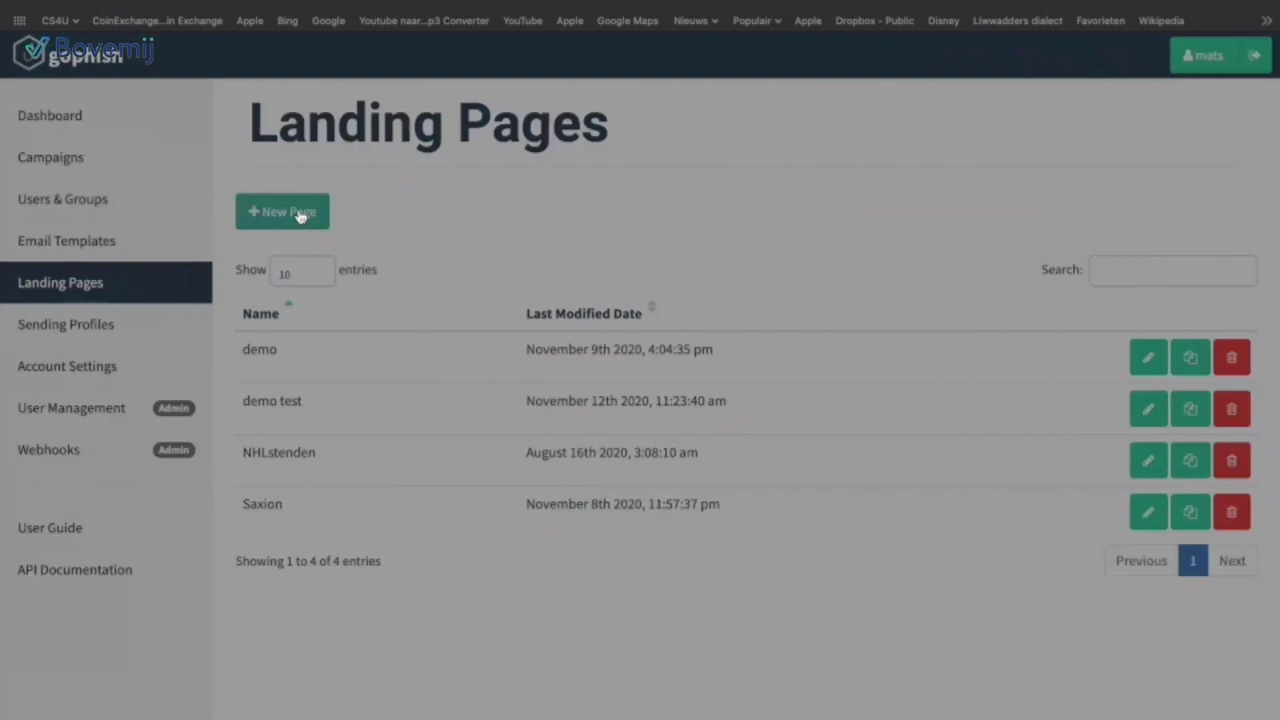 CS4U CoinExchange...in Exchange Apple Bing Google Youtube naar...p3 Converter YouTube Apple Google Maps Nieuws Populair Apple Dropbox - Public Disney Liwwadders dialect Favorieten Wikipedia
Bovemij
gophish
mats
Dashboard
Campaigns
Users & Groups
Email Templates
Landing Pages
Sending Profiles
Account Settings
User Management Admin
Webhooks Admin
User Guide
API Documentation
Landing Pages
+ New Page
Show 10 entries
Search:
Name Last Modified Date
demo November 9th 2020, 4:04:35 pm
demo test November 12th 2020, 11:23:40 am
NHLstenden August 16th 2020, 3:08:10 am
Saxion November 8th 2020, 11:57:37 pm
Showing 1 to 4 of 4 entries
Previous 1 Next